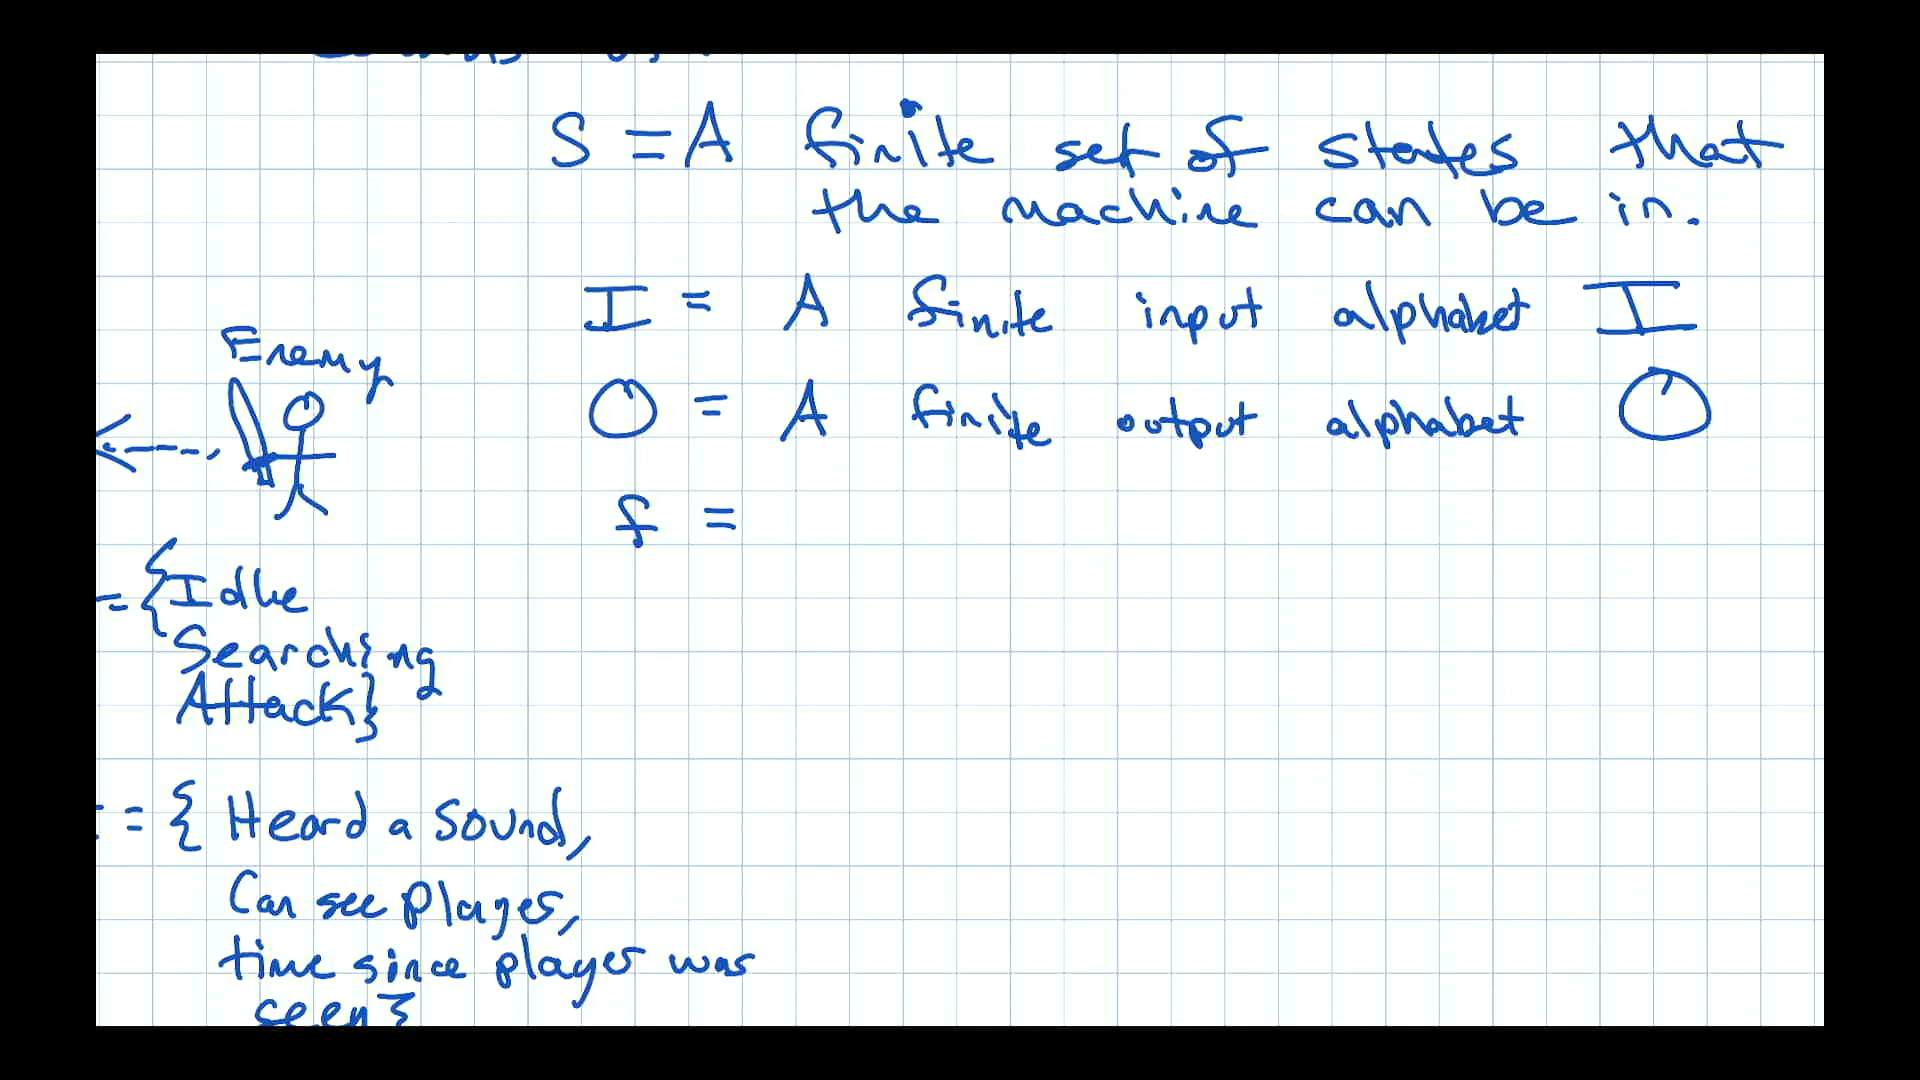 S = A finite set of states that
the machine can be in.
I = A finite input alphabet I
O = A finite output alphabet O
f =
Enemy
= {Idle
Searching
Attack}
= { Heard a sound,
Can see player,
time since player was
seen}